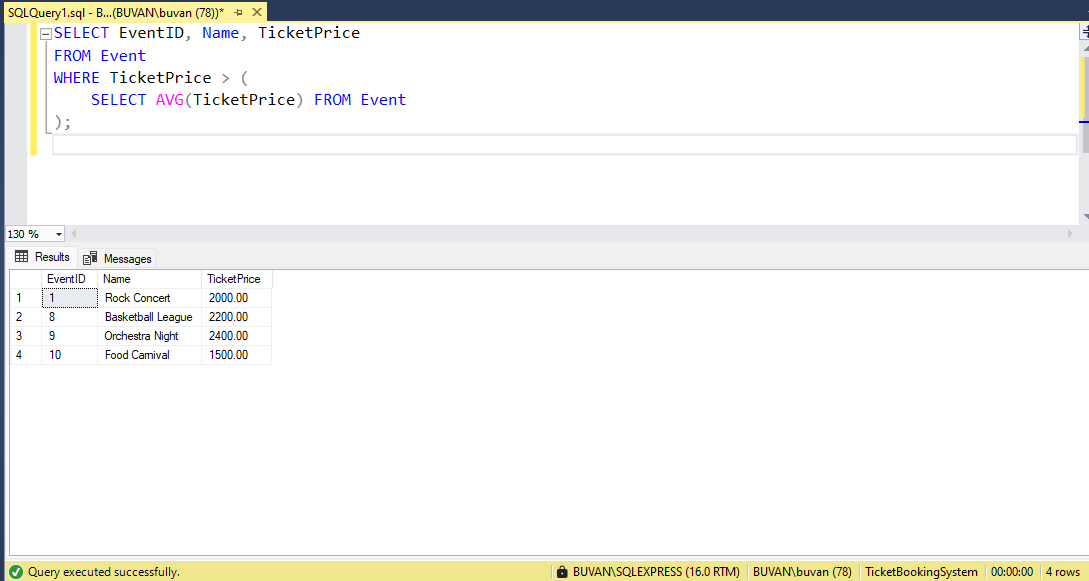 SQLQuery1.sql - B...(BUVAN\buvan (78))*
SELECT EventID, Name, TicketPrice
FROM Event
WHERE TicketPrice > (
SELECT AVG(TicketPrice) FROM Event
);
130 %
Results Messages
EventID Name TicketPrice
1 1 Rock Concert 2000.00
2 8 Basketball League 2200.00
3 9 Orchestra Night 2400.00
4 10 Food Carnival 1500.00
Query executed successfully. BUVAN\SQLEXPRESS (16.0 RTM) BUVAN\buvan (78) TicketBookingSystem 00:00:00 4 rows